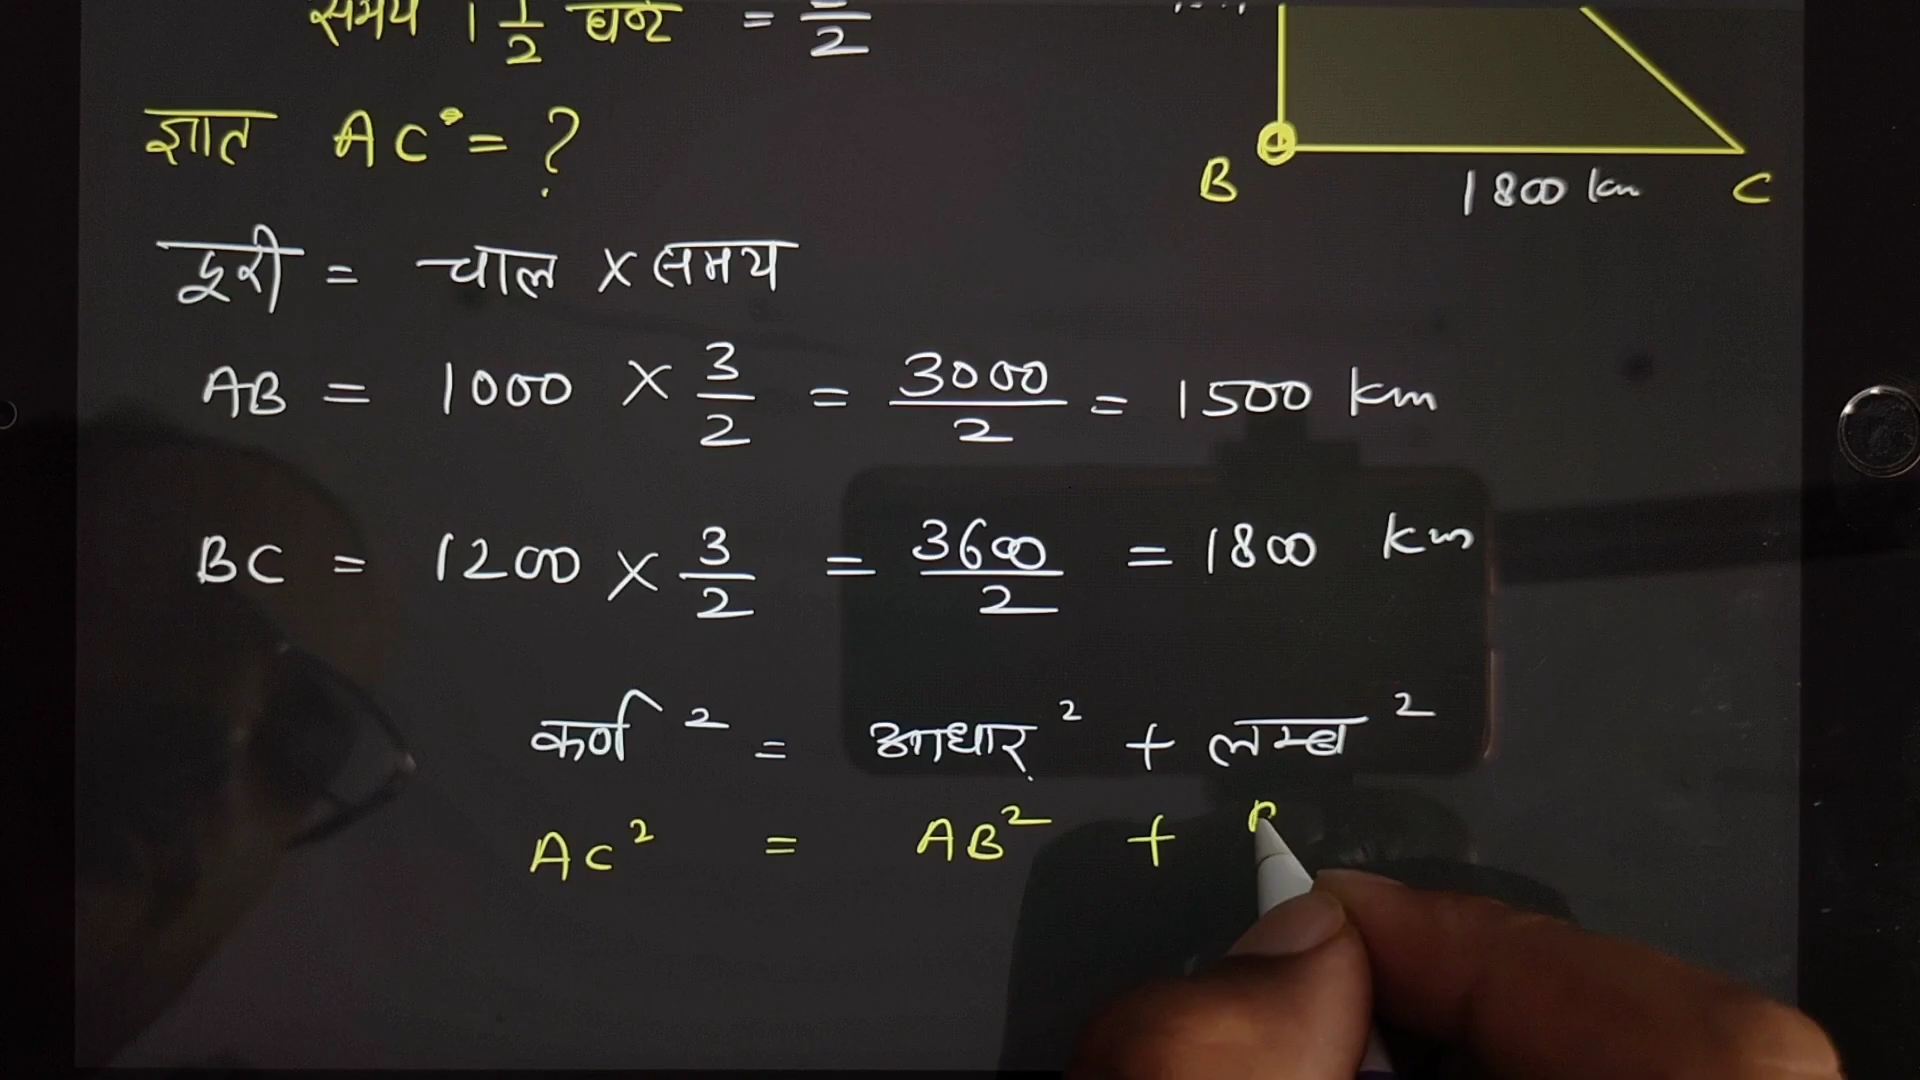 समय 1 1/2 घण्टे = /2
ज्ञात AC = ?
B 1800 km C
दूरी = चाल × समय
AB = 1000 × 3/2 = 3000/2 = 1500 km
BC = 1200 × 3/2 = 3600/2 = 1800 km
कर्ण² = आधार² + लम्ब²
AC² = AB² +